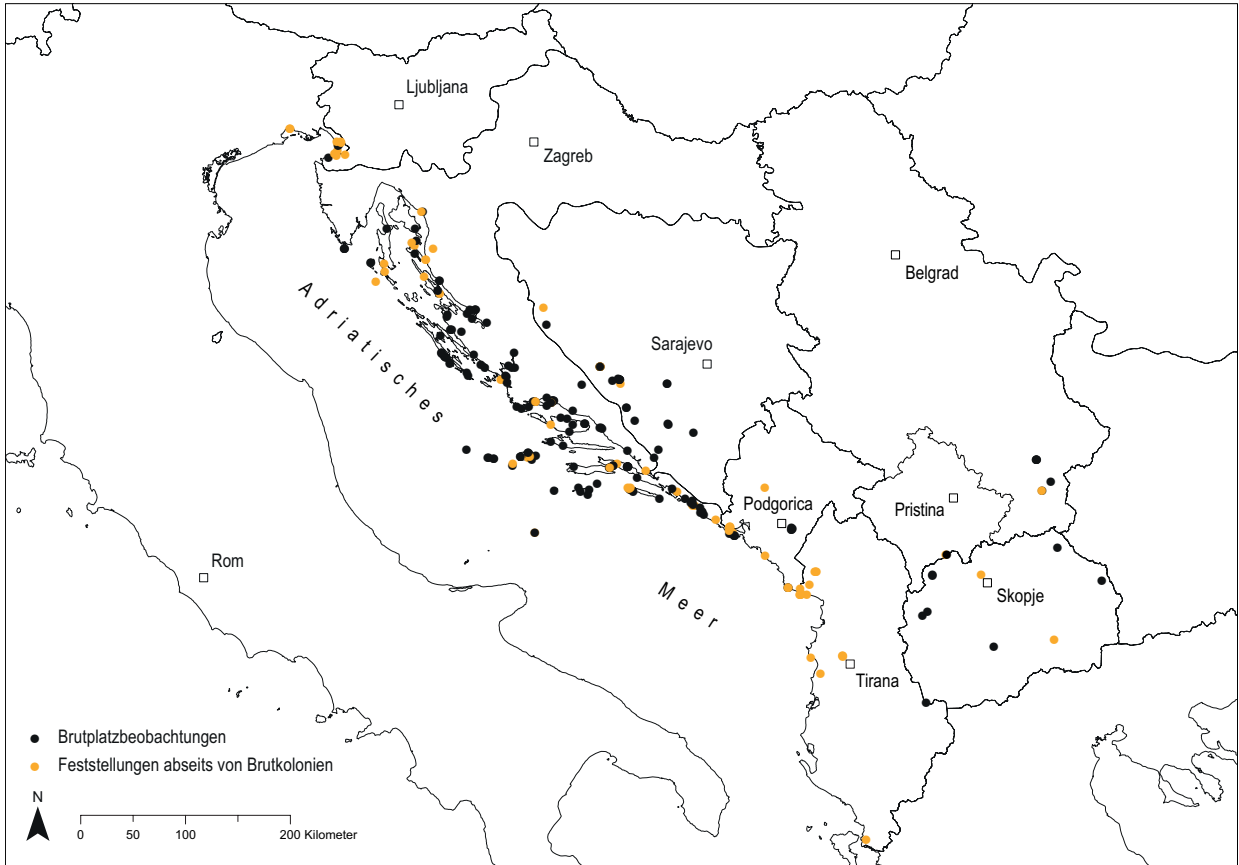 Ljubljana
Zagreb
Belgrad
Adriatisches
Sarajevo
Podgorica
Pristina
Rom
Skopje
Meer
Tirana
Brutplatzbeobachtungen
Feststellungen abseits von Brutkolonien
N
0 50 100 200 Kilometer